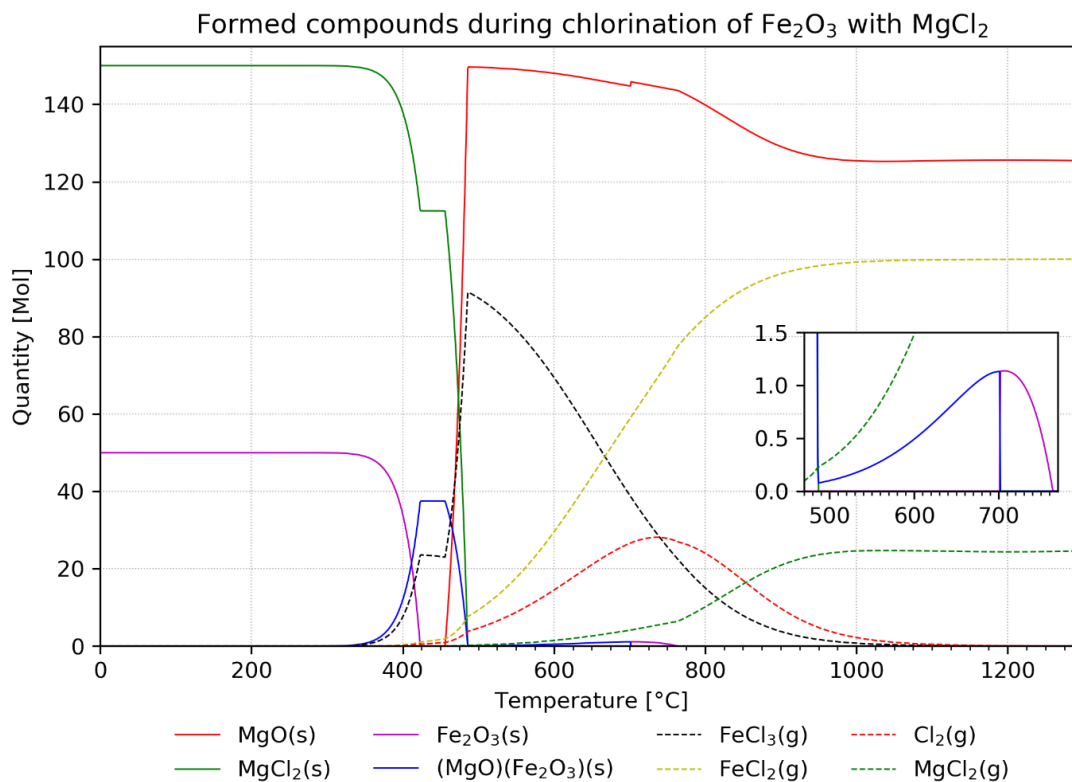 Formed compounds during chlorination of Fe₂O₃ with MgCl₂
Quantity [Mol]
140
120
100
80
60
40
20
0
1.5
1.0
0.5
0.0
500 600 700
0 200 400 600 800 1000 1200
Temperature [°C]
MgO(s) Fe₂O₃(s) FeCl₃(g) Cl₂(g)
MgCl₂(s) (MgO)(Fe₂O₃)(s) FeCl₂(g) MgCl₂(g)